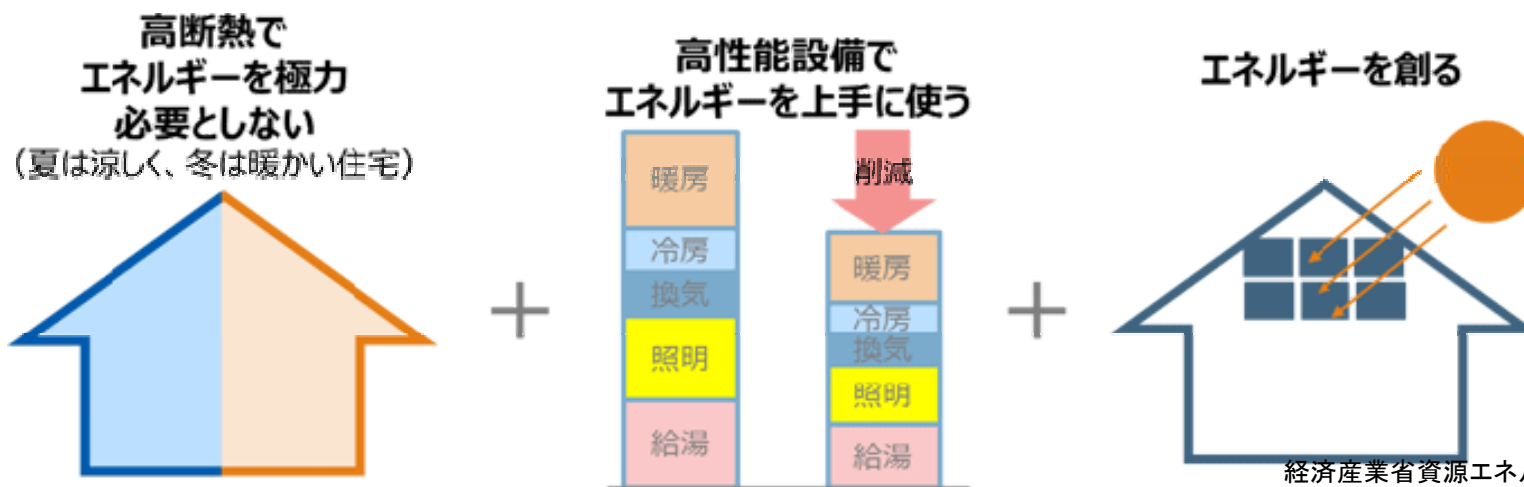 高断熱で
エネルギーを極力
必要としない
（夏は涼しく、冬は暖かい住宅）
高性能設備で
エネルギーを上手に使う
暖房
冷房
換気
照明
給湯
削減
暖房
冷房
換気
照明
給湯
エネルギーを創る
経済産業省資源エネル